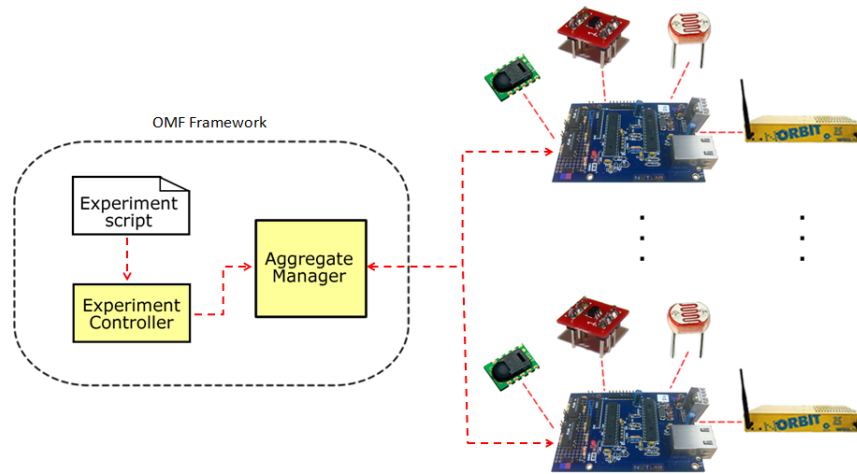 OMF Framework
Experiment
script
Experiment
Controller
Aggregate
Manager
ORBIT
ORBIT